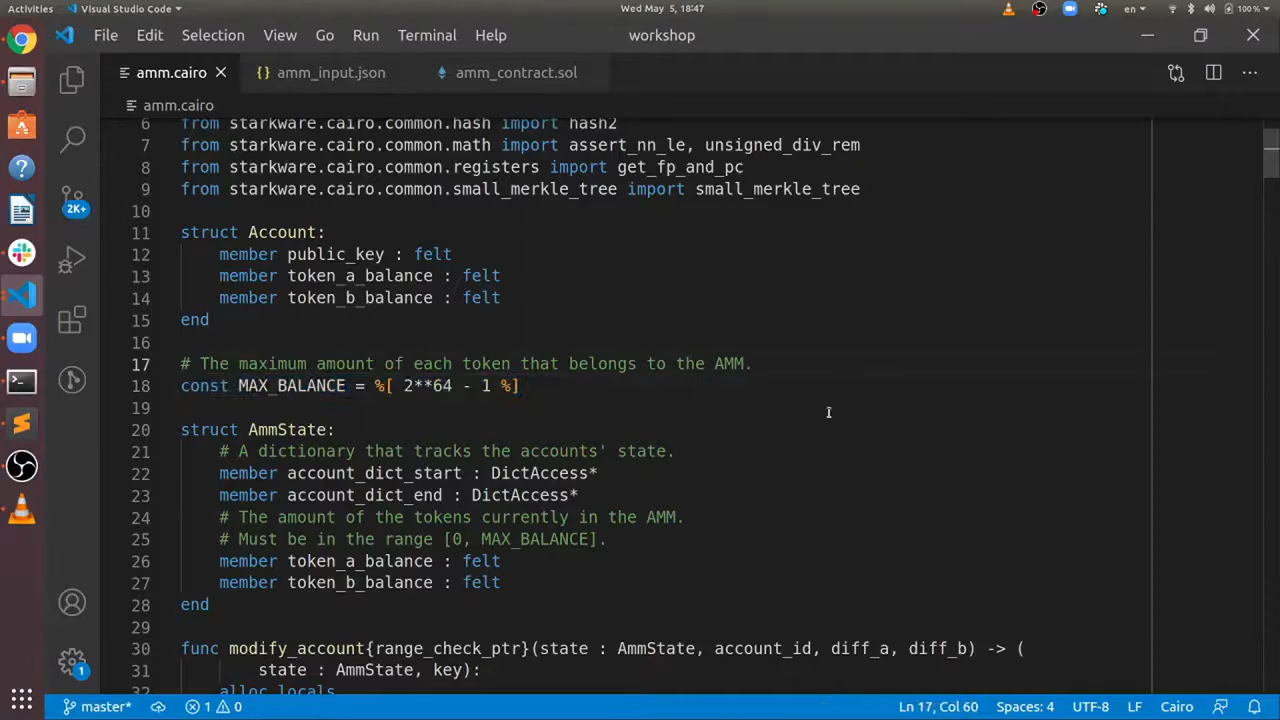 Activities
Visual Studio Code
Wed May 5, 18:47
en
100 %
File Edit Selection View Go Run Terminal Help
workshop
amm.cairo
amm_input.json
amm_contract.sol
amm.cairo
6 from starkware.cairo.common.hash import hash2
7 from starkware.cairo.common.math import assert_nn_le, unsigned_div_rem
8 from starkware.cairo.common.registers import get_fp_and_pc
9 from starkware.cairo.common.small_merkle_tree import small_merkle_tree
10
11 struct Account:
12 member public_key : felt
13 member token_a_balance : felt
14 member token_b_balance : felt
15 end
16
17 # The maximum amount of each token that belongs to the AMM.
18 const MAX_BALANCE = %[ 2**64 - 1 %]
19
20 struct AmmState:
21 # A dictionary that tracks the accounts' state.
22 member account_dict_start : DictAccess*
23 member account_dict_end : DictAccess*
24 # The amount of the tokens currently in the AMM.
25 # Must be in the range [0, MAX_BALANCE].
26 member token_a_balance : felt
27 member token_b_balance : felt
28 end
29
30 func modify_account{range_check_ptr}(state : AmmState, account_id, diff_a, diff_b) -> (
31 state : AmmState, key):
32 alloc_locals
2K+
1
master*
1 0
Ln 17, Col 60
Spaces: 4
UTF-8
LF
Cairo